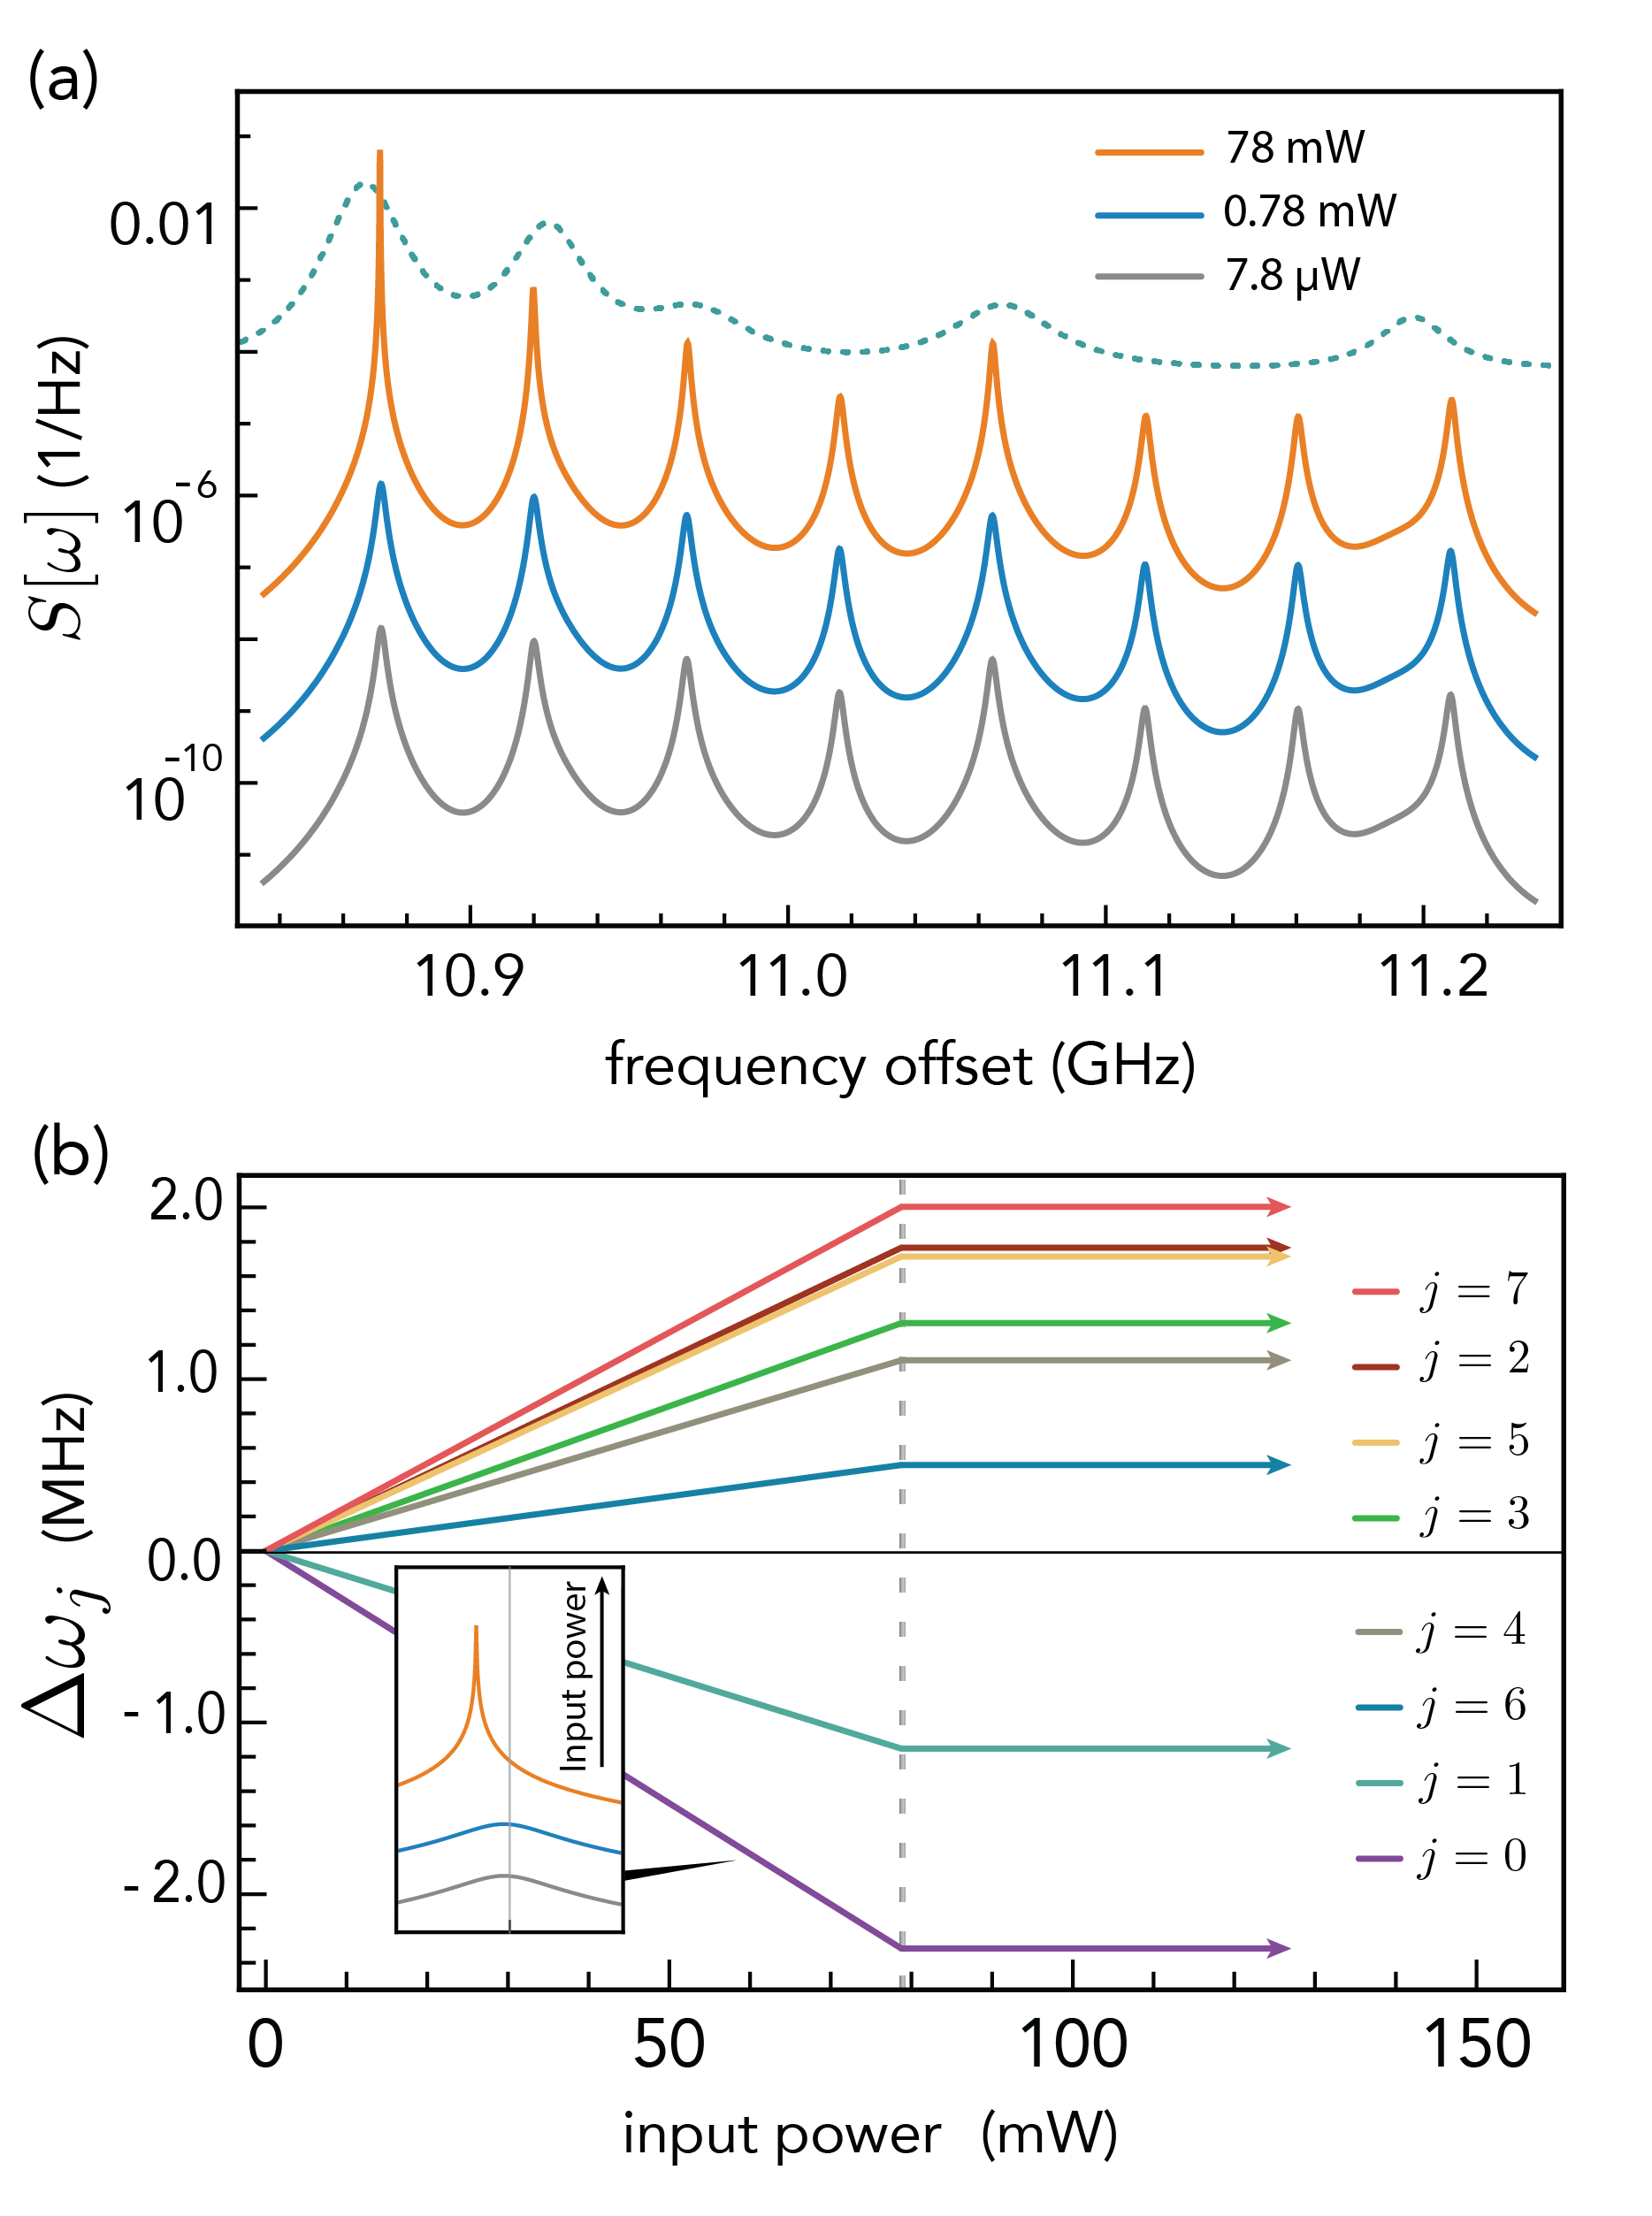 (a)
78 mW
0.78 mW
7.8 μW
0.01
10-6
10-10
S[ω] (1/Hz)
10.9 11.0 11.1 11.2
frequency offset (GHz)
(b)
2.0
1.0
0.0
- 1.0
- 2.0
Δωj (MHz)
j = 7
j = 2
j = 5
j = 3
j = 4
j = 6
j = 1
j = 0
Input power
0 50 100 150
input power (mW)